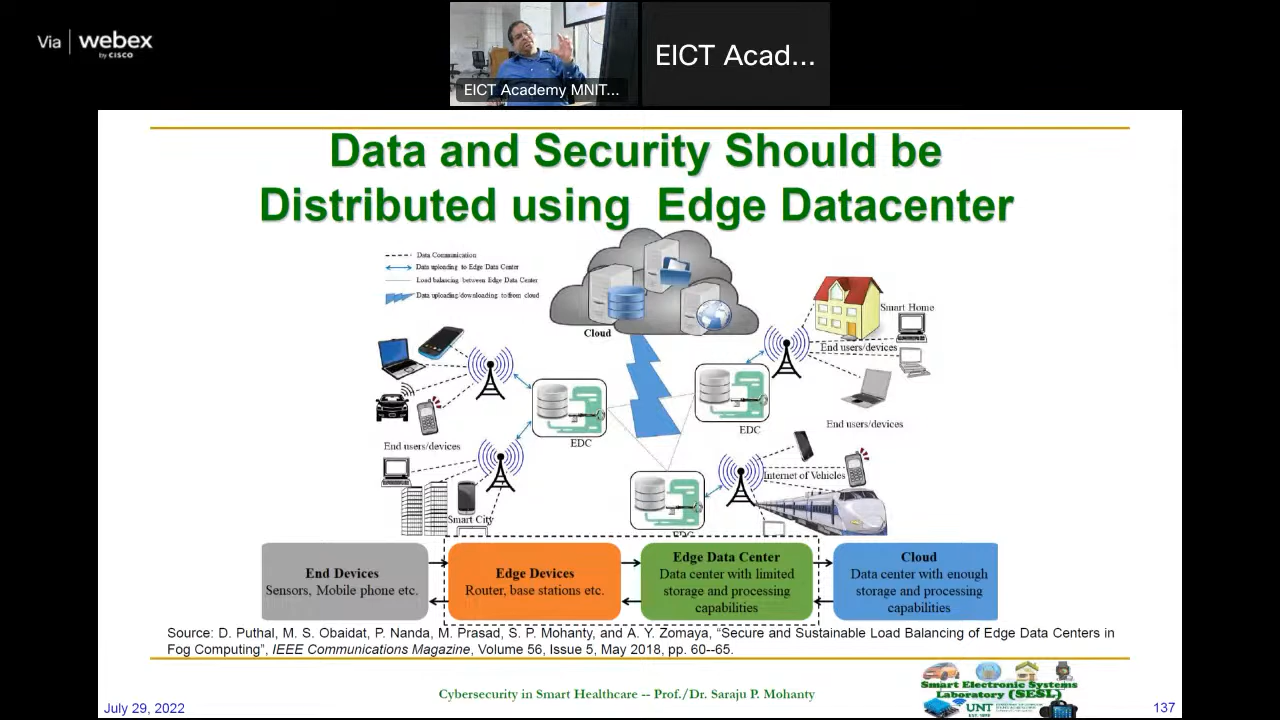 Via webex
by CISCO
EICT Academy MNIT...
EICT Acad...
Data and Security Should be
Distributed using Edge Datacenter
Data Communication
Data uploading to Edge Data Center
Load balancing between Edge Data Center
Data uploading/downloading to/from cloud
Cloud
Smart Home
End users/devices
EDC
EDC
End users/devices
End users/devices
Internet of Vehicles
Smart City
EDC
End Devices
Sensors, Mobile phone etc.
Edge Devices
Router, base stations etc.
Edge Data Center
Data center with limited
storage and processing
capabilities
Cloud
Data center with enough
storage and processing
capabilities
Source: D. Puthal, M. S. Obaidat, P. Nanda, M. Prasad, S. P. Mohanty, and A. Y. Zomaya, “Secure and Sustainable Load Balancing of Edge Data Centers in
Fog Computing”, IEEE Communications Magazine, Volume 56, Issue 5, May 2018, pp. 60--65.
July 29, 2022
Cybersecurity in Smart Healthcare -- Prof./Dr. Saraju P. Mohanty
Smart Electronic Systems
Laboratory (SESL)
UNT
137